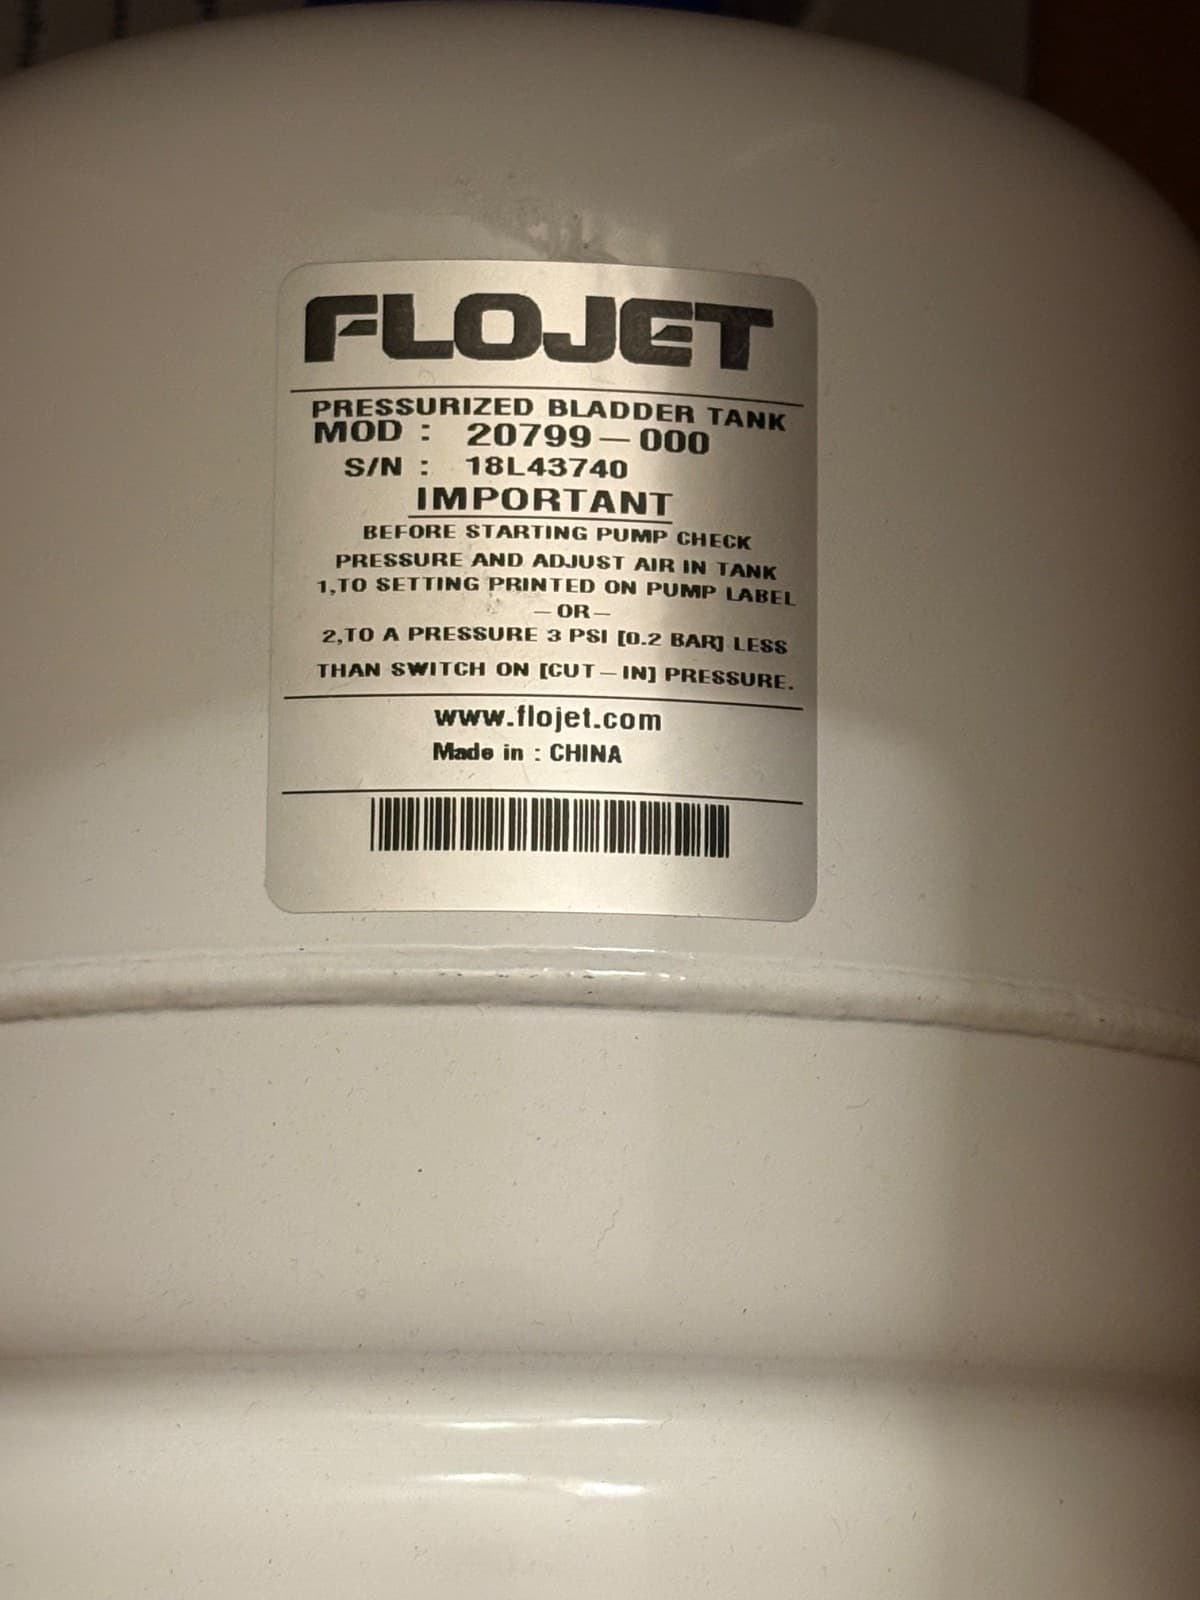 FLOJET
PRESSURIZED BLADDER TANK
MOD : 20799-000
S/N : 18L43740
IMPORTANT
BEFORE STARTING PUMP CHECK
PRESSURE AND ADJUST AIR IN TANK
1,TO SETTING PRINTED ON PUMP LABEL
-OR-
2,TO A PRESSURE 3 PSI [0.2 BAR] LESS
THAN SWITCH ON [CUT-IN] PRESSURE.
www.flojet.com
Made in : CHINA